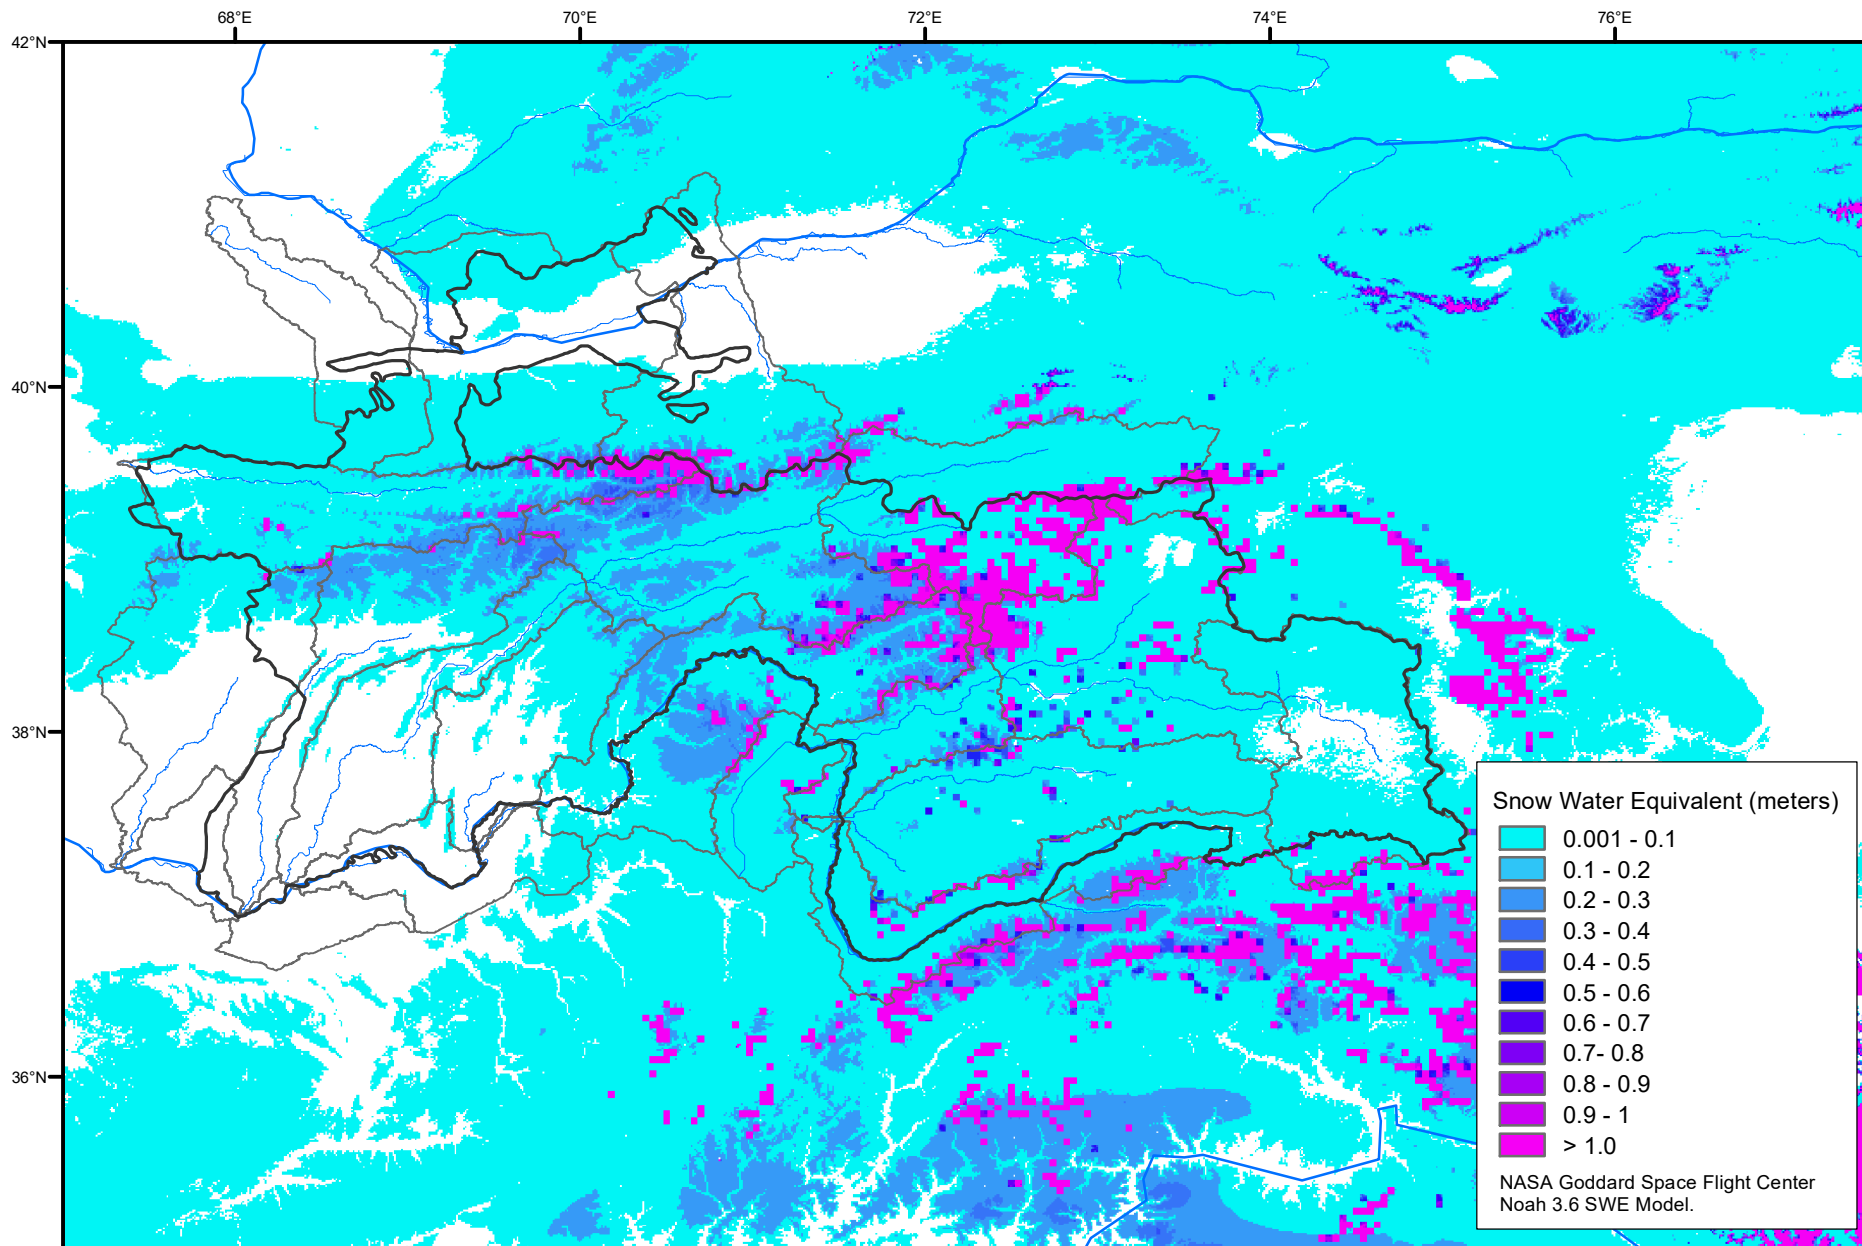 68°E 70°E 72°E 74°E 76°E
42°N
40°N
38°N
36°N
Snow Water Equivalent (meters)
0.001 - 0.1
0.1 - 0.2
0.2 - 0.3
0.3 - 0.4
0.4 - 0.5
0.5 - 0.6
0.6 - 0.7
0.7- 0.8
0.8 - 0.9
0.9 - 1
> 1.0
NASA Goddard Space Flight Center
Noah 3.6 SWE Model.